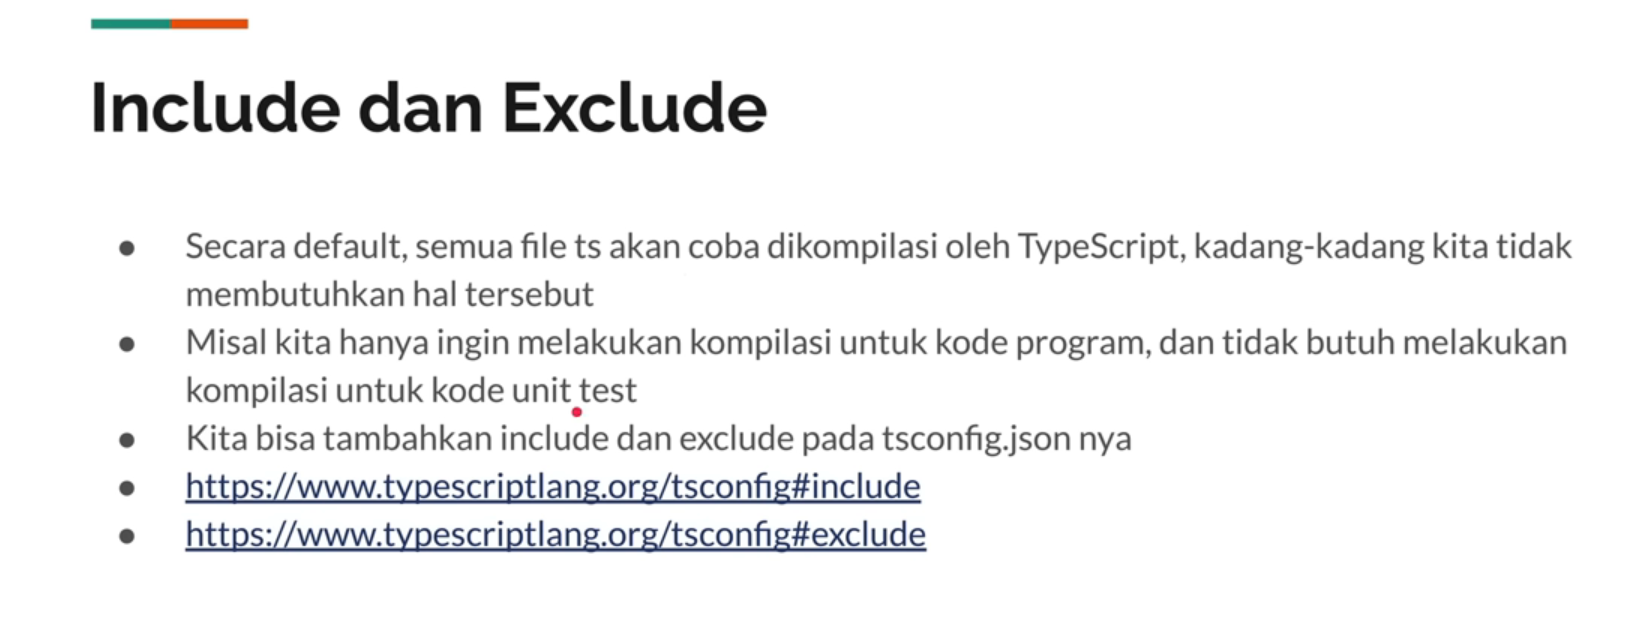 Include dan Exclude
● Secara default, semua file ts akan coba dikompilasi oleh TypeScript, kadang-kadang kita tidak
membutuhkan hal tersebut
● Misal kita hanya ingin melakukan kompilasi untuk kode program, dan tidak butuh melakukan
kompilasi untuk kode unit test
● Kita bisa tambahkan include dan exclude pada tsconfig.json nya
● https://www.typescriptlang.org/tsconfig#include
● https://www.typescriptlang.org/tsconfig#exclude